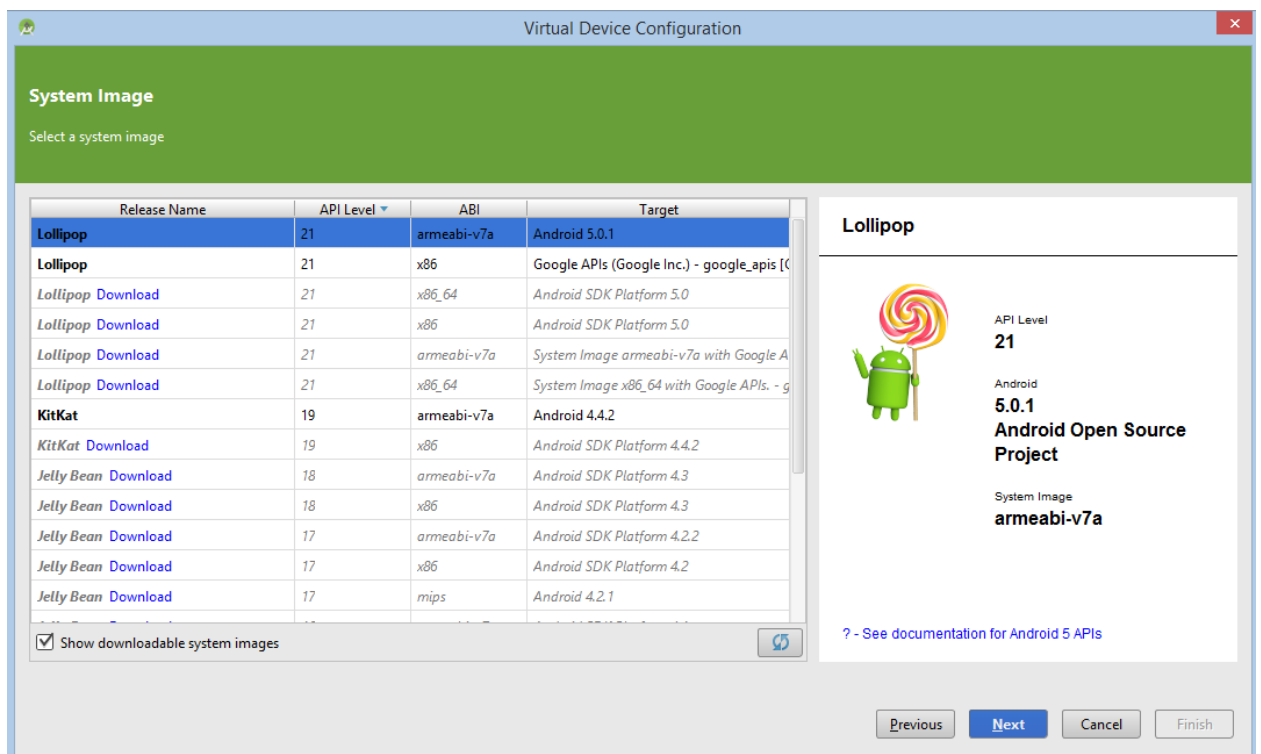 Virtual Device Configuration
System Image
Select a system image
Release Name API Level ABI Target
Lollipop 21 armeabi-v7a Android 5.0.1
Lollipop 21 x86 Google APIs (Google Inc.) - google_apis [
Lollipop Download 21 x86_64 Android SDK Platform 5.0
Lollipop Download 21 x86 Android SDK Platform 5.0
Lollipop Download 21 armeabi-v7a System Image armeabi-v7a with Google A
Lollipop Download 21 x86_64 System Image x86_64 with Google APIs. - g
KitKat 19 armeabi-v7a Android 4.4.2
KitKat Download 19 x86 Android SDK Platform 4.4.2
Jelly Bean Download 18 armeabi-v7a Android SDK Platform 4.3
Jelly Bean Download 18 x86 Android SDK Platform 4.3
Jelly Bean Download 17 armeabi-v7a Android SDK Platform 4.2.2
Jelly Bean Download 17 x86 Android SDK Platform 4.2
Jelly Bean Download 17 mips Android 4.2.1
Show downloadable system images
Lollipop
API Level
21
Android
5.0.1
Android Open Source
Project
System Image
armeabi-v7a
? - See documentation for Android 5 APIs
Previous Next Cancel Finish